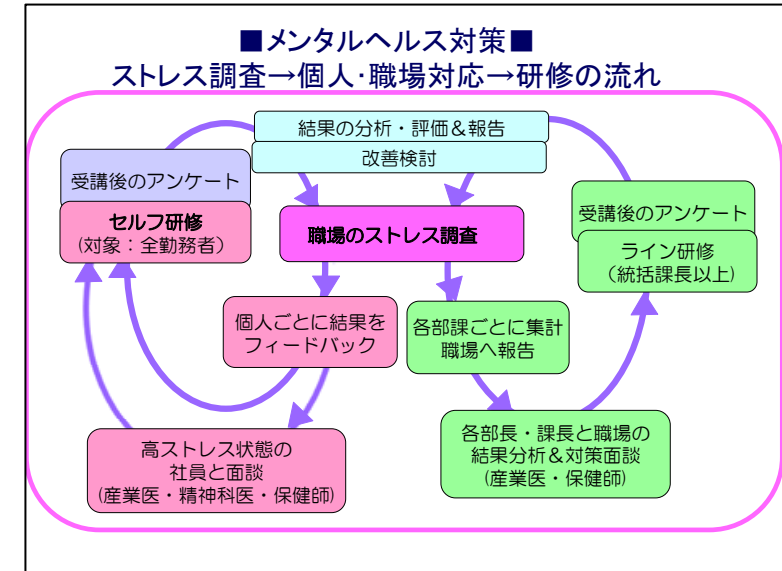 ■メンタルヘルス対策■
ストレス調査→個人・職場対応→研修の流れ
結果の分析・評価＆報告
改善検討
受講後のアンケート
セルフ研修
(対象：全勤務者)
職場のストレス調査
受講後のアンケート
ライン研修
（統括課長以上）
個人ごとに結果を
フィードバック
各部課ごとに集計
職場へ報告
高ストレス状態の
社員と面談
(産業医・精神科医・保健師)
各部長・課長と職場の
結果分析＆対策面談
(産業医・保健師)